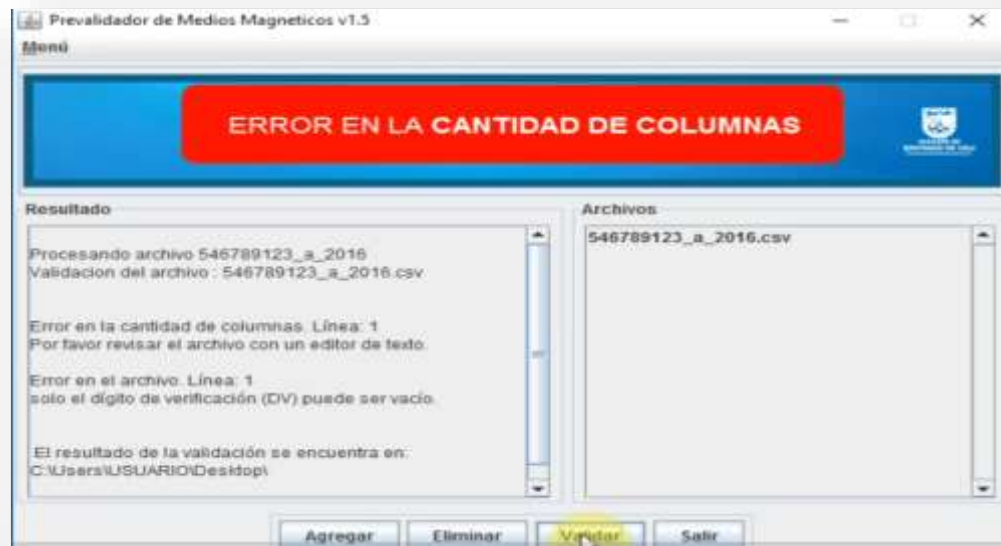 Prevalidador de Medios Magneticos v1.5
Menú
ERROR EN LA CANTIDAD DE COLUMNAS
Resultado
Procesando archivo 546789123_a_2016
Validacion del archivo : 546789123_a_2016.csv
Error en la cantidad de columnas. Línea: 1
Por favor revisar el archivo con un editor de texto.
Error en el archivo. Línea: 1
solo el dígito de verificación (DV) puede ser vacío.
El resultado de la validación se encuentra en:
C:\Users\USUARIO\Desktop\
Archivos
546789123_a_2016.csv
Agregar Eliminar Validar Salir